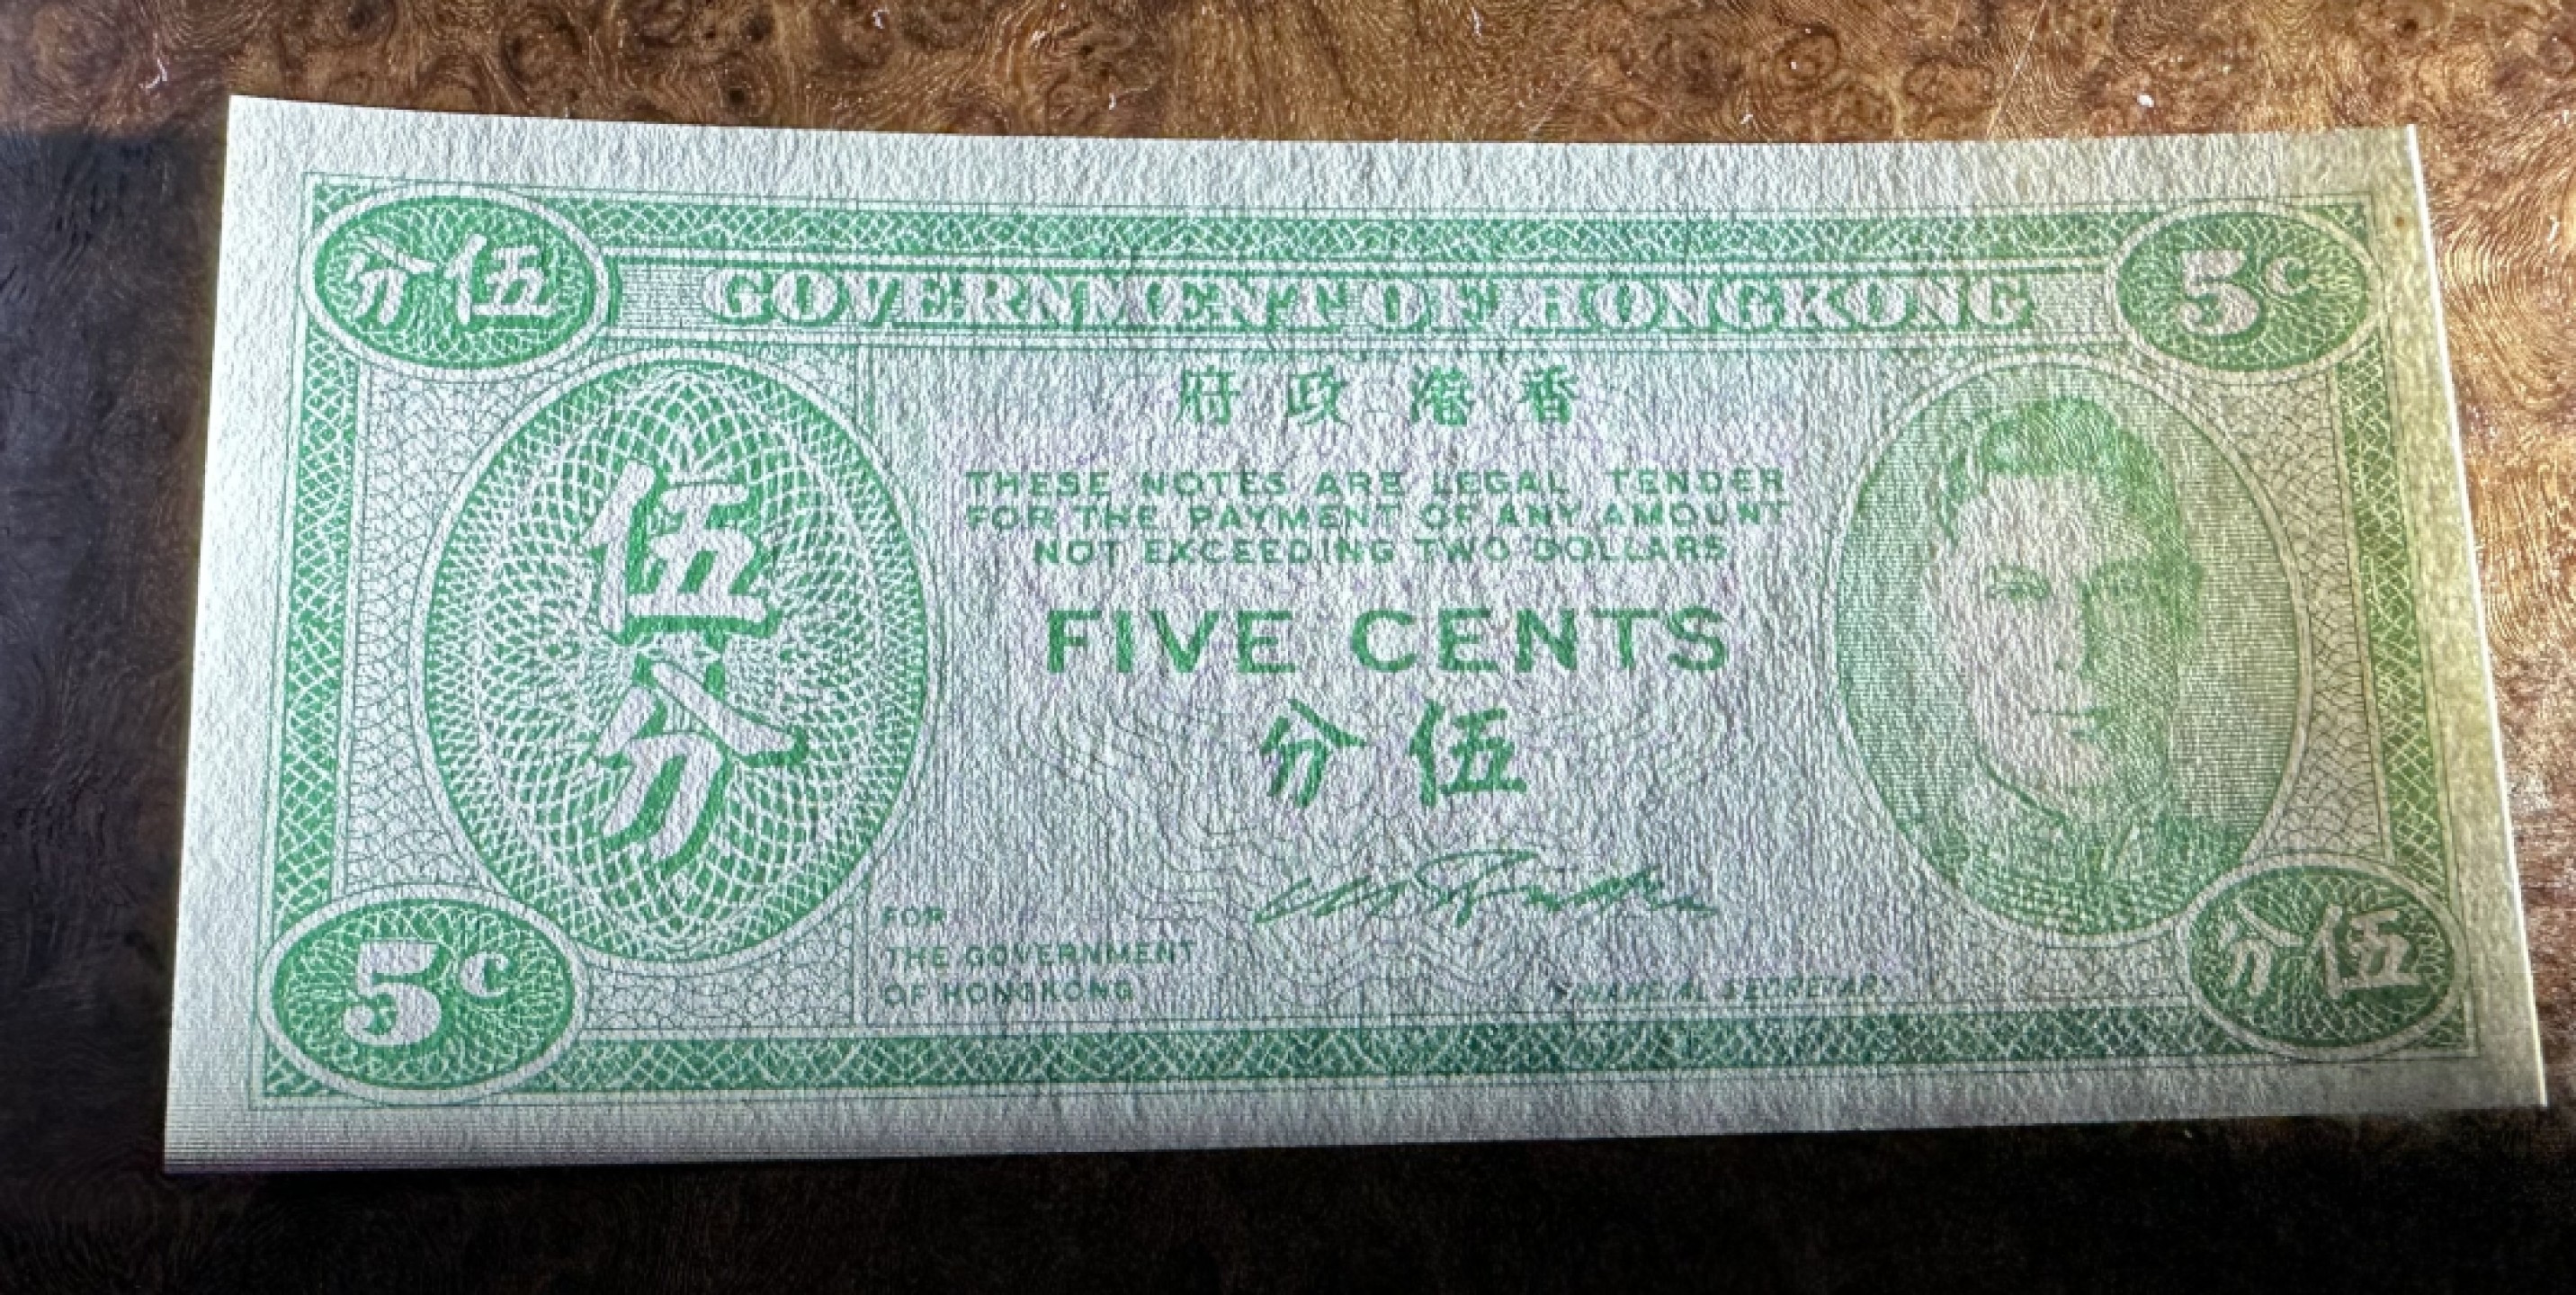 分伍
GOVERNMENT OF HONGKONG
5c
府政港香
THESE NOTES ARE LEGAL TENDER
FOR THE PAYMENT OF ANY AMOUNT
NOT EXCEEDING TWO DOLLARS
伍分
FIVE CENTS
分伍
FOR
THE GOVERNMENT
OF HONGKONG
FINANCIAL SECRETARY
5c
分伍